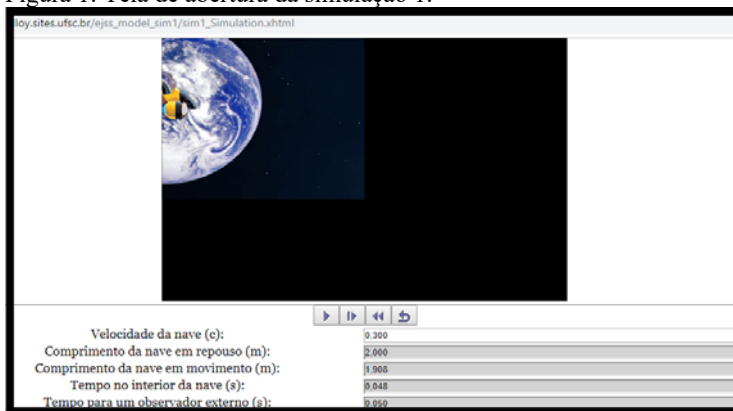 Figura 1: Tela de abertura da simulação 1.
loy.sites.ufsc.br/ejss_model_sim1/sim1_Simulation.xhtml
Velocidade da nave (c): 0.300
Comprimento da nave em repouso (m): 2.000
Comprimento da nave em movimento (m): 1.908
Tempo no interior da nave (s): 0.048
Tempo para um observador externo (s): 0.050